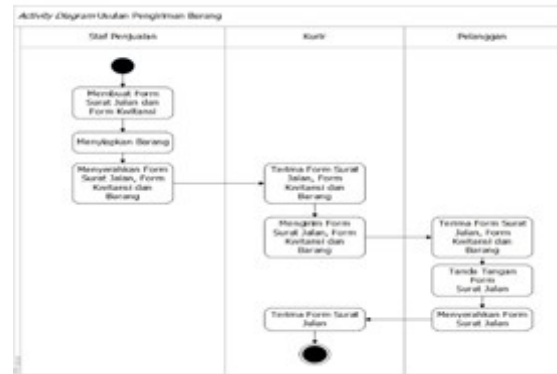 Activity Diagram Usulan Pengiriman Barang
Staf Penjualan
Kurir
Pelanggan
Membuat Form
Surat Jalan dan
Form Kwitansi
Menyiapkan Barang
Menyerahkan Form
Surat Jalan, Form
Kwitansi dan
Barang
Terima Form Surat
Jalan, Form
Kwitansi dan
Barang
Mengirim Form
Surat Jalan, Form
Kwitansi dan
Barang
Terima Form Surat
Jalan, Form
Kwitansi dan
Barang
Tanda Tangan
Form
Surat Jalan
Menyerahkan Form
Surat Jalan
Terima Form Surat
Jalan